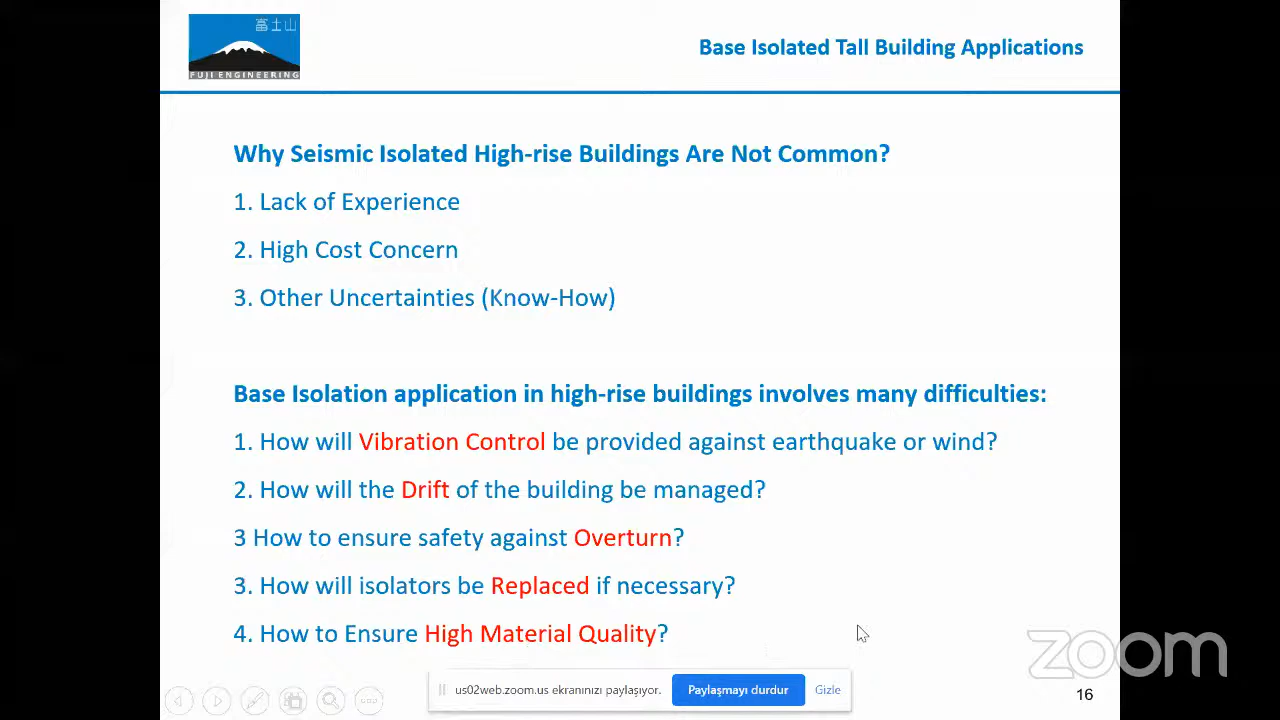 富士山
FUJI ENGINEERING
Base Isolated Tall Building Applications
Why Seismic Isolated High-rise Buildings Are Not Common?
1. Lack of Experience
2. High Cost Concern
3. Other Uncertainties (Know-How)
Base Isolation application in high-rise buildings involves many difficulties:
1. How will Vibration Control be provided against earthquake or wind?
2. How will the Drift of the building be managed?
3 How to ensure safety against Overturn?
3. How will isolators be Replaced if necessary?
4. How to Ensure High Material Quality?
zoom
us02web.zoom.us ekranınızı paylaşıyor.
Paylaşmayı durdur
Gizle
16